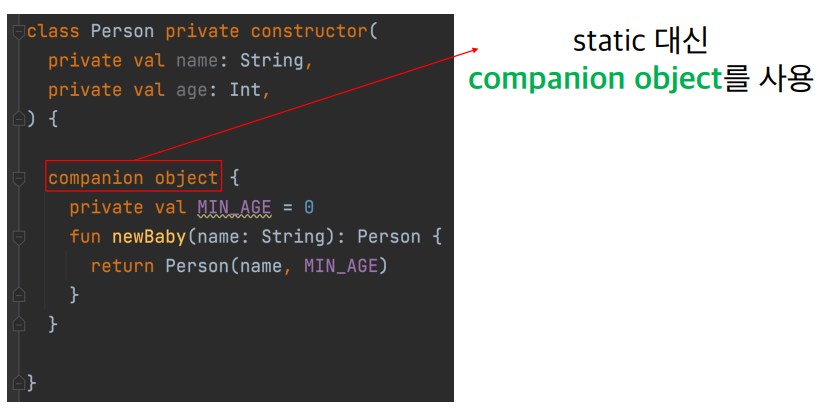 class Person private constructor(
private val name: String,
private val age: Int,
) {
companion object {
private val MIN_AGE = 0
fun newBaby(name: String): Person {
return Person(name, MIN_AGE)
}
}
}
static 대신
companion object를 사용